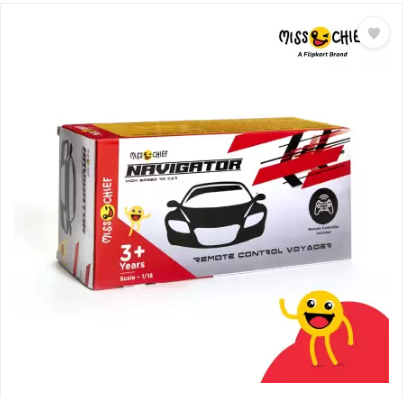 MISS CHIEF
A Flipkart Brand
MISS CHIEF
NAVIGATOR
HIGH SPEED RC CAR
MISS CHIEF
3+
Years
Scale - 1/18
Remote Controller
Included
REMOTE CONTROL VOYAGER
NAVIGATOR